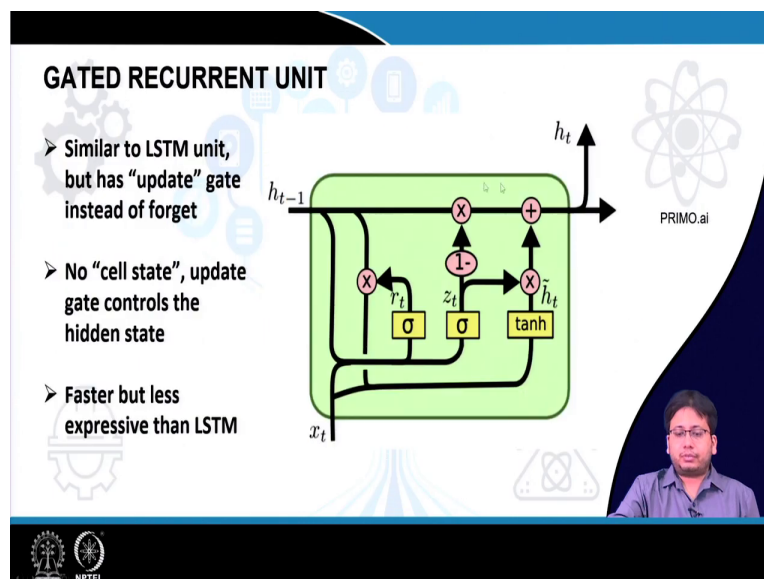 GATED RECURRENT UNIT
➤ Similar to LSTM unit,
but has “update” gate
instead of forget
➤ No “cell state”, update
gate controls the
hidden state
➤ Faster but less
expressive than LSTM
h_t
h_{t-1}
x
+
1-
x
r_t
z_t
x
h̃_t
σ
σ
tanh
x_t
PRIMO.ai
NPTEL